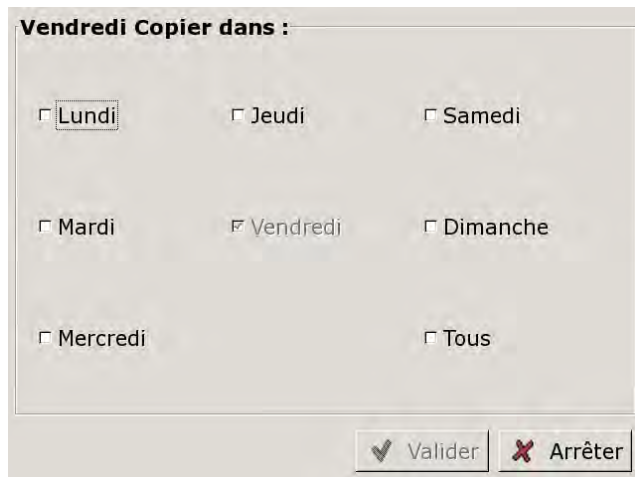 Vendredi Copier dans :
Lundi Jeudi Samedi
Mardi Vendredi Dimanche
Mercredi Tous
Valider Arrêter